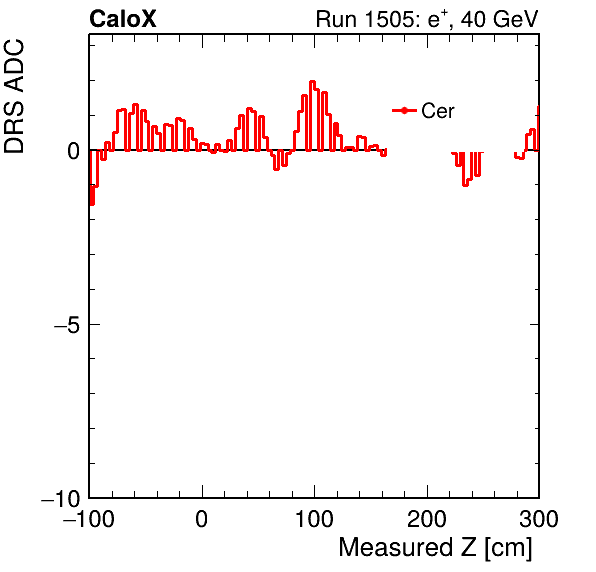 CaloX Run 1505: e⁺, 40 GeV
DRS ADC
Cer
0
−5
−10
−100 0 100 200 300
Measured Z [cm]